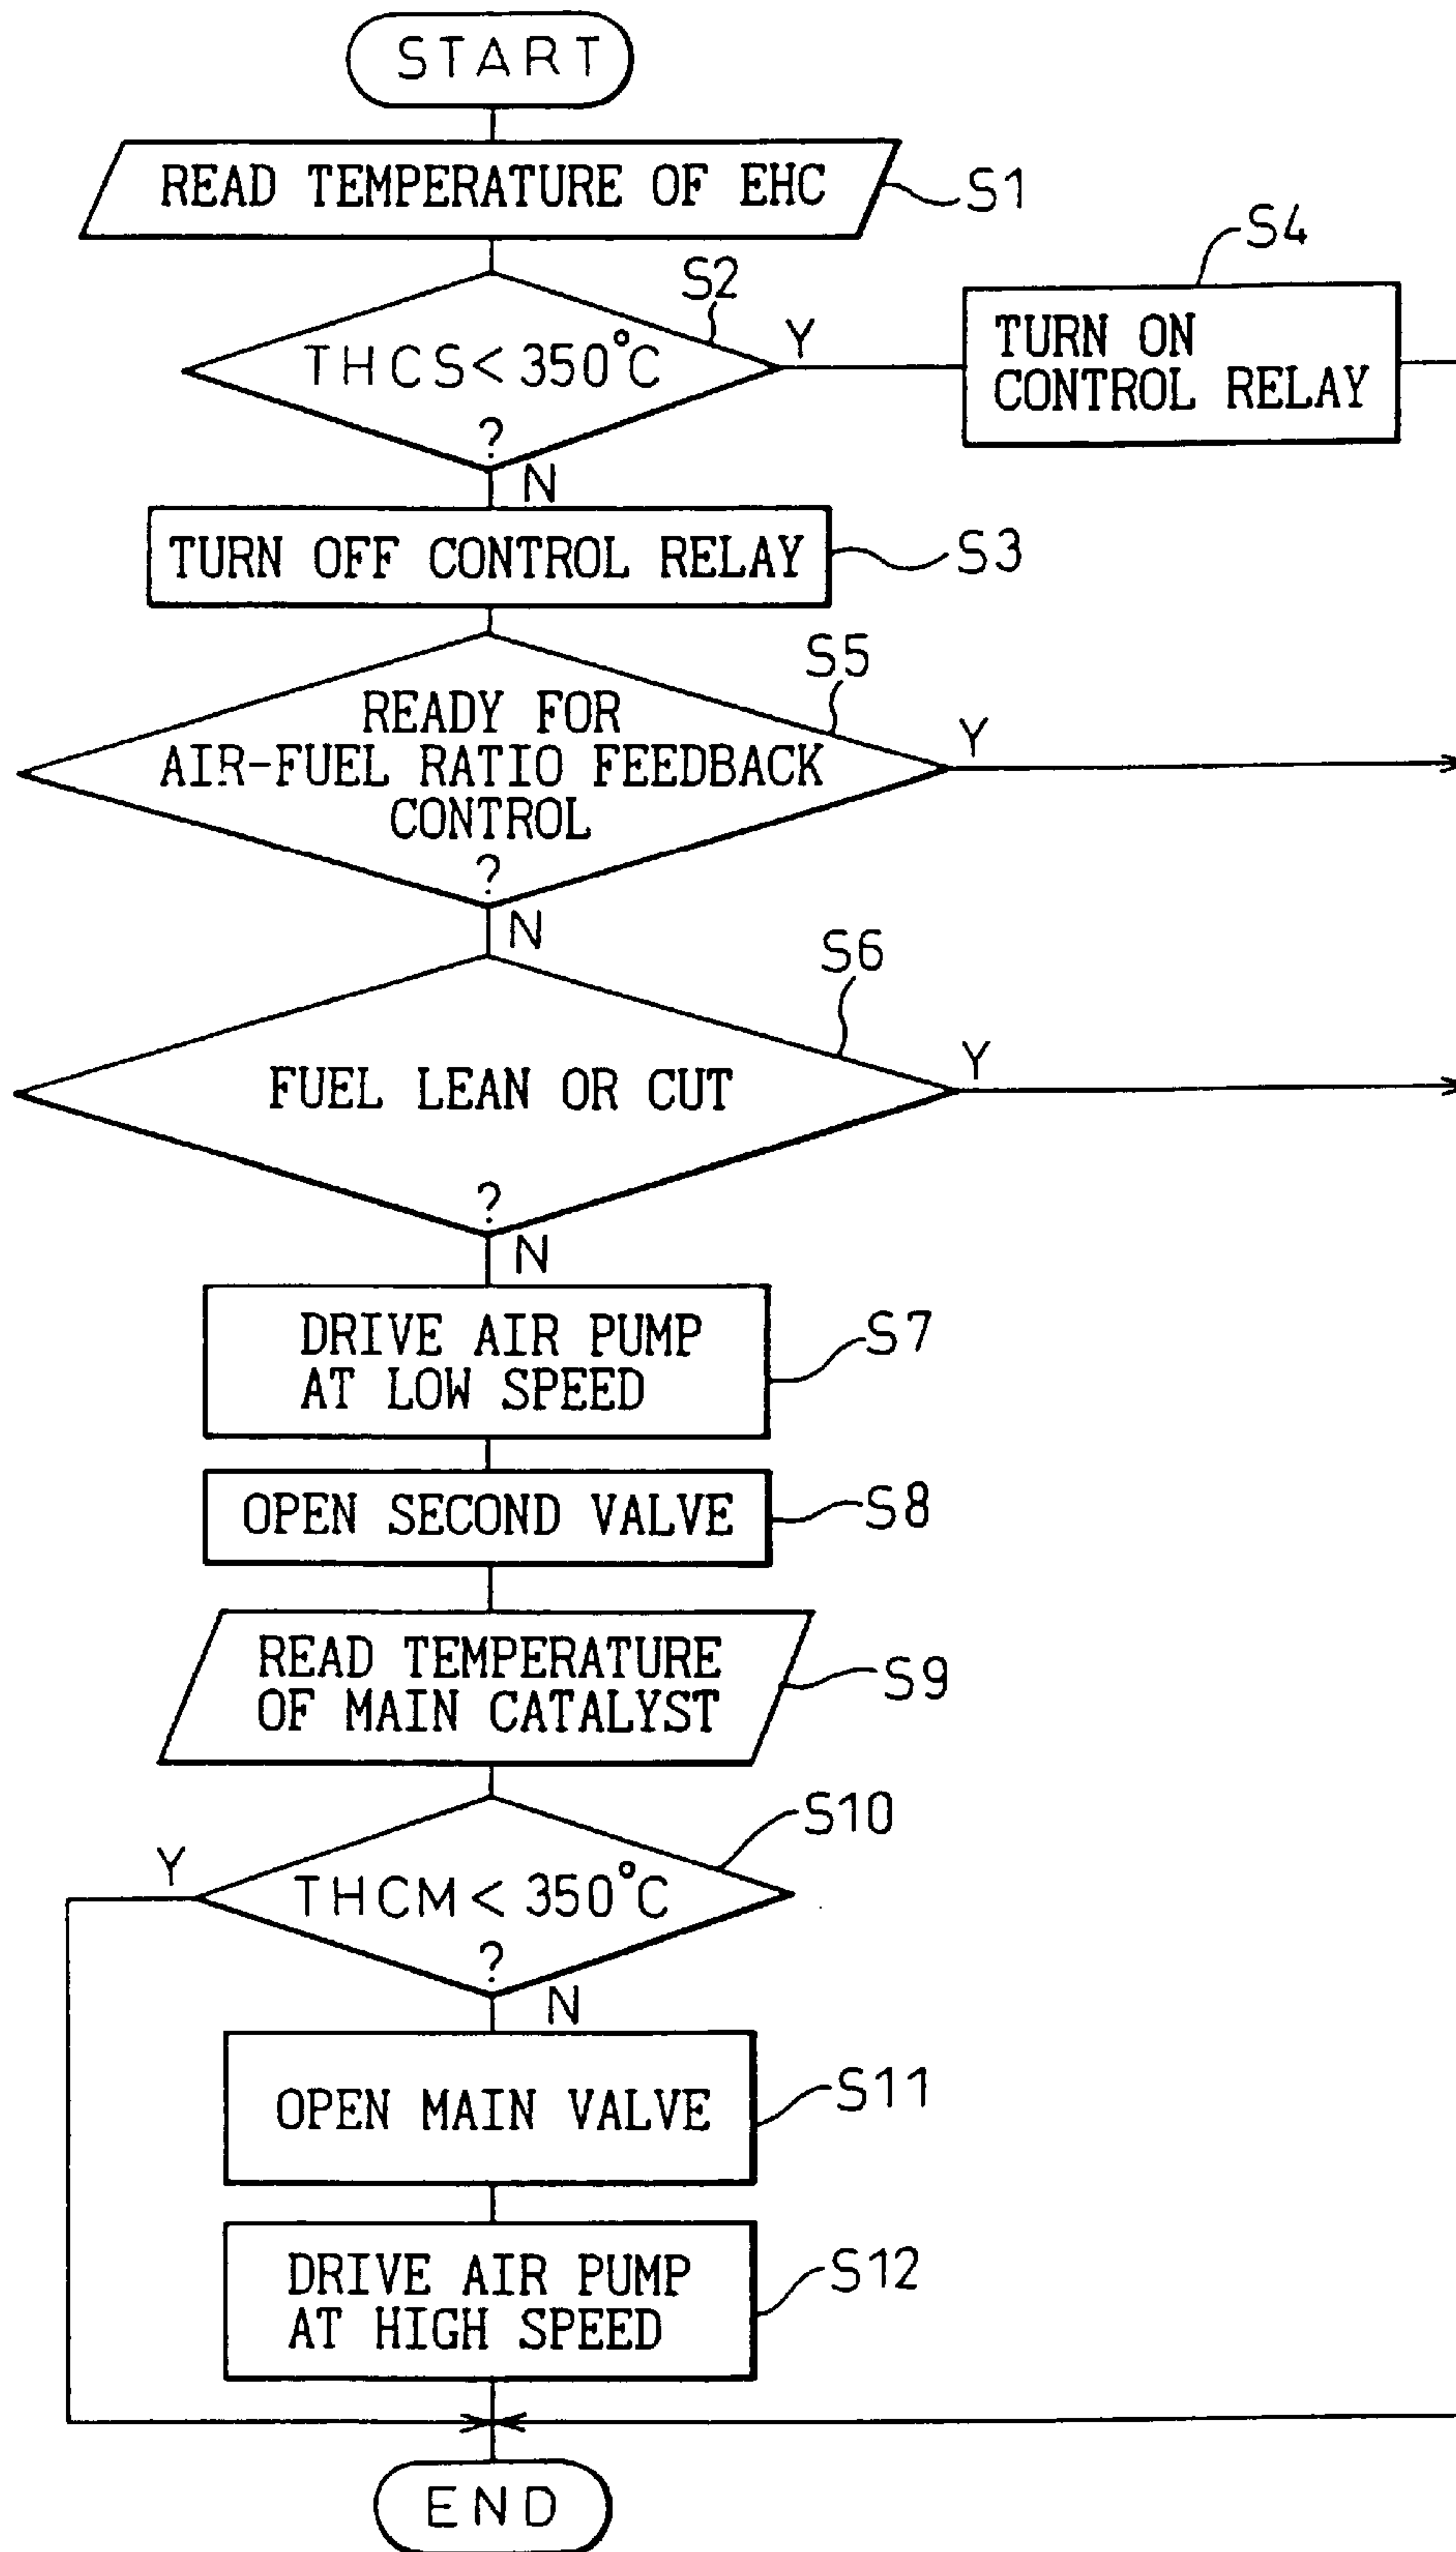 START
READ TEMPERATURE OF EHC
S1
S2
THCS < 350°C
?
Y
N
S4
TURN ON
CONTROL RELAY
TURN OFF CONTROL RELAY
S3
S5
READY FOR
AIR-FUEL RATIO FEEDBACK
CONTROL
?
Y
N
S6
FUEL LEAN OR CUT
?
Y
N
DRIVE AIR PUMP
AT LOW SPEED
S7
OPEN SECOND VALVE
S8
READ TEMPERATURE
OF MAIN CATALYST
S9
S10
Y
THCM < 350°C
?
N
OPEN MAIN VALVE
S11
DRIVE AIR PUMP
AT HIGH SPEED
S12
END